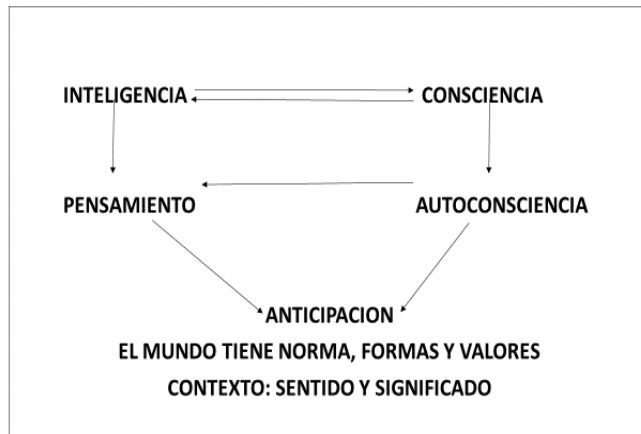 INTELIGENCIA CONSCIENCIA
PENSAMIENTO AUTOCONSCIENCIA
ANTICIPACION
EL MUNDO TIENE NORMA, FORMAS Y VALORES
CONTEXTO: SENTIDO Y SIGNIFICADO